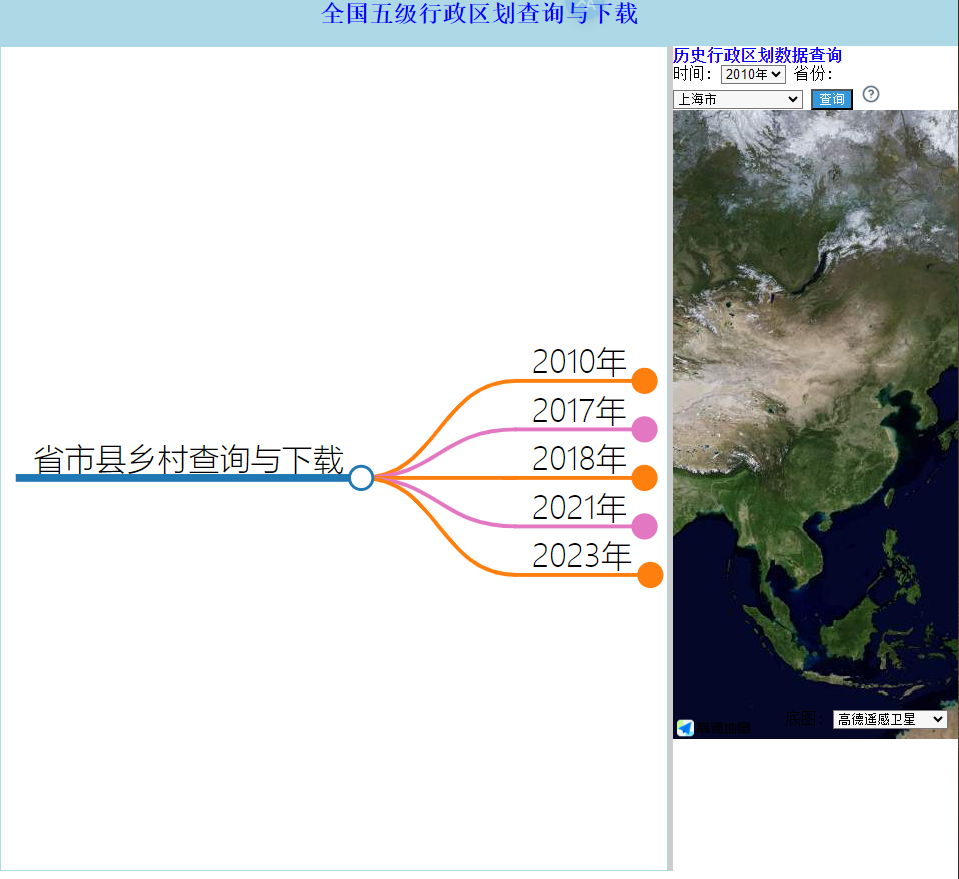 全国五级行政区划查询与下载
历史行政区划数据查询
时间: 2010年 省份:
上海市 查询 ?
2010年
2017年
省市县乡村查询与下载
2018年
2021年
2023年
底图: 高德遥感卫星
高德地图